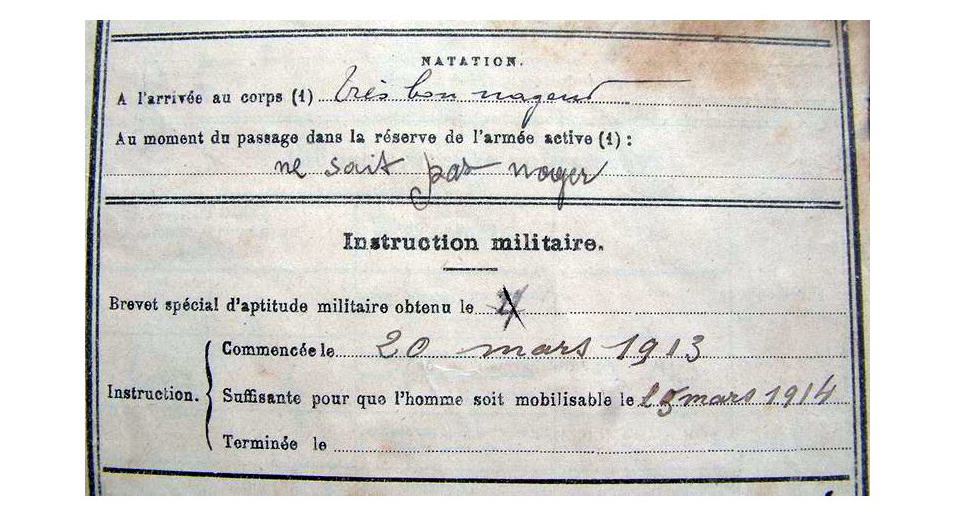 NATATION.
A l'arrivée au corps (1) très bon nageur
Au moment du passage dans la réserve de l'armée active (1) :
ne sait pas nager
Instruction militaire.
Brevet spécial d'aptitude militaire obtenu le
Commencée le 20 mars 1913
Instruction. Suffisante pour que l'homme soit mobilisable le 15 mars 1914
Terminée le